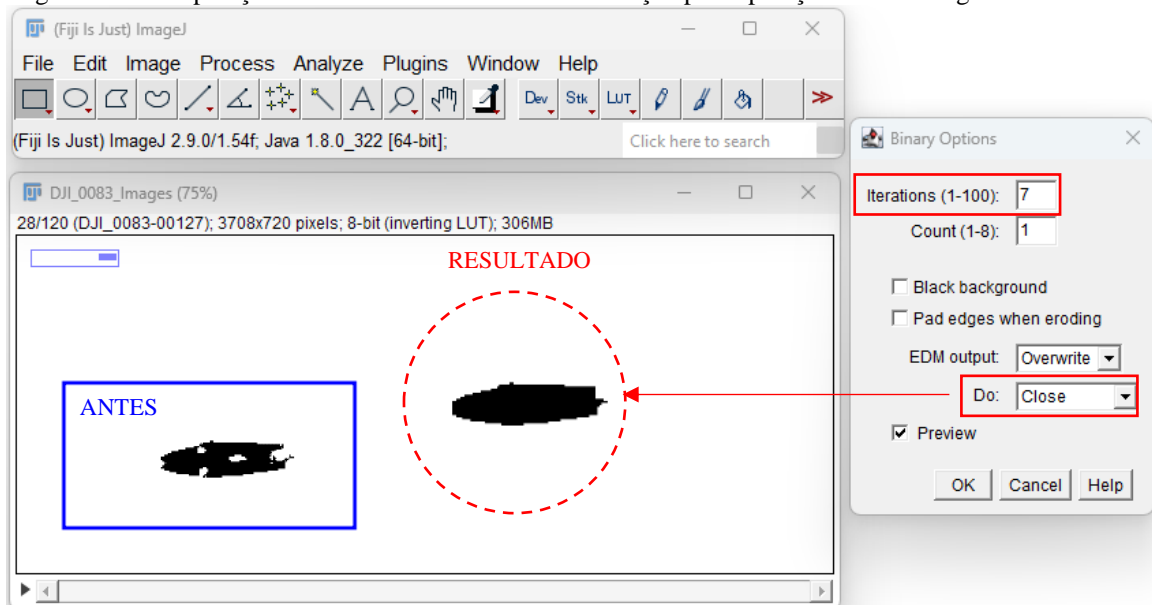 (Fiji Is Just) ImageJ
File Edit Image Process Analyze Plugins Window Help
A Dev Stk LUT >>
(Fiji Is Just) ImageJ 2.9.0/1.54f; Java 1.8.0_322 [64-bit];
Click here to search
DJI_0083_Images (75%)
28/120 (DJI_0083-00127); 3708x720 pixels; 8-bit (inverting LUT); 306MB
RESULTADO
ANTES
Binary Options
Iterations (1-100): 7
Count (1-8): 1
Black background
Pad edges when eroding
EDM output: Overwrite
Do: Close
Preview
OK Cancel Help